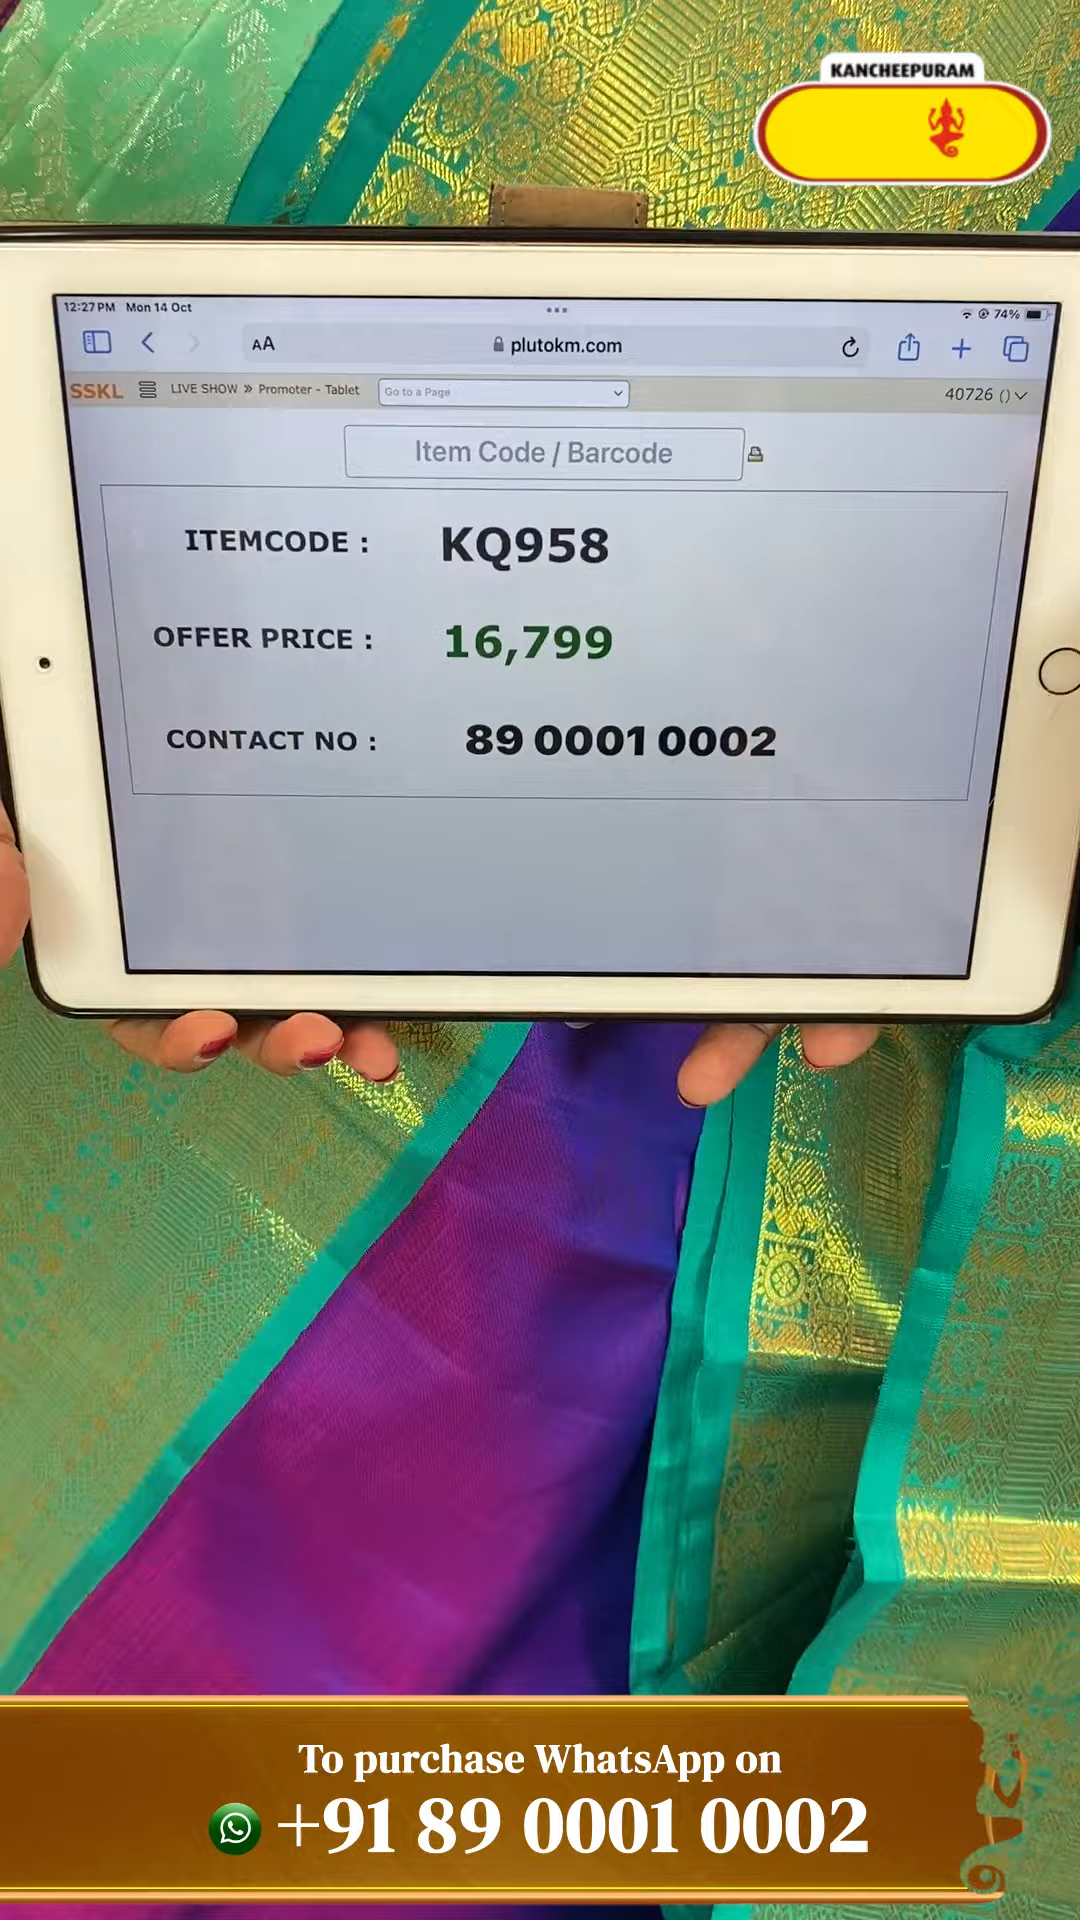 KANCHEEPURAM
12:27 PM Mon 14 Oct
74%
AA plutokm.com
SSKL LIVE SHOW » Promoter - Tablet Go to a Page 40726 ()
Item Code / Barcode
ITEMCODE : KQ958
OFFER PRICE : 16,799
CONTACT NO : 89 0001 0002
To purchase WhatsApp on
+91 89 0001 0002